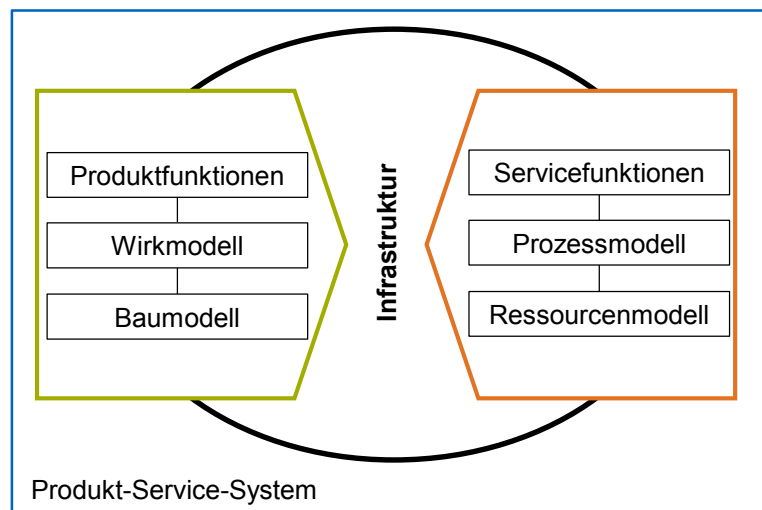 Produktfunktionen
Wirkmodell
Baumodell
Infrastruktur
Servicefunktionen
Prozessmodell
Ressourcenmodell
Produkt-Service-System